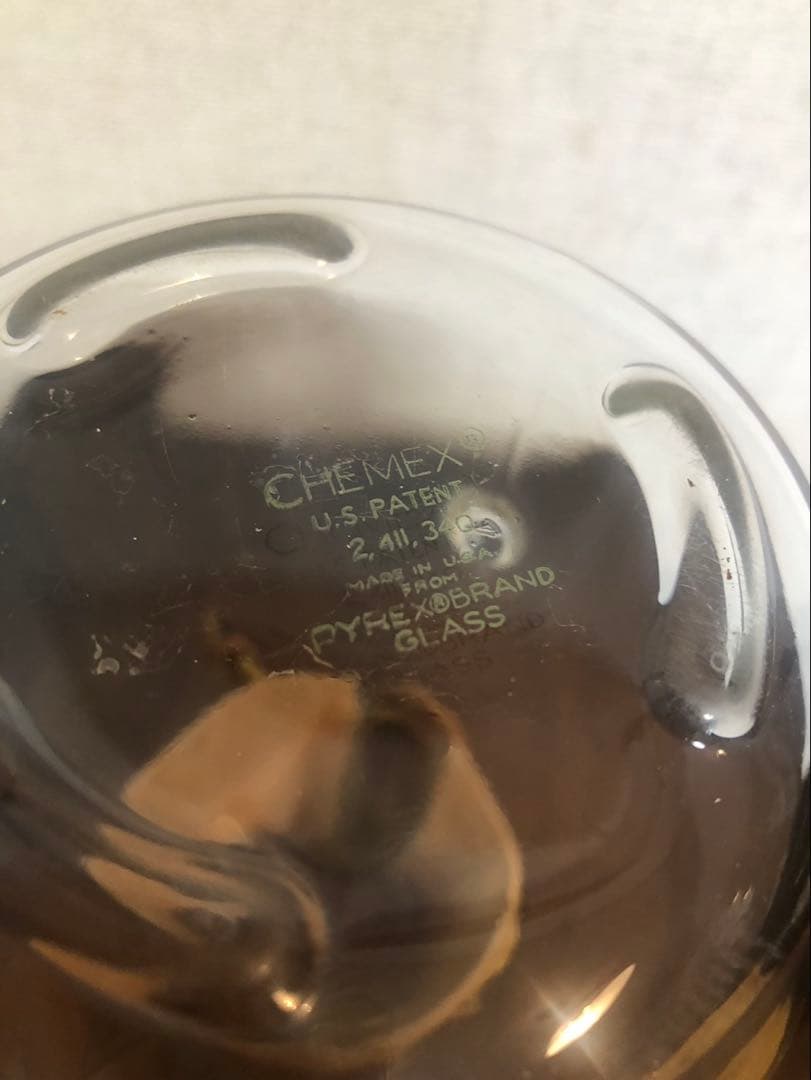 CHEMEX®
U.S. PATENT
2,411,340
MADE IN U.S.A
FROM
PYREX®BRAND
GLASS